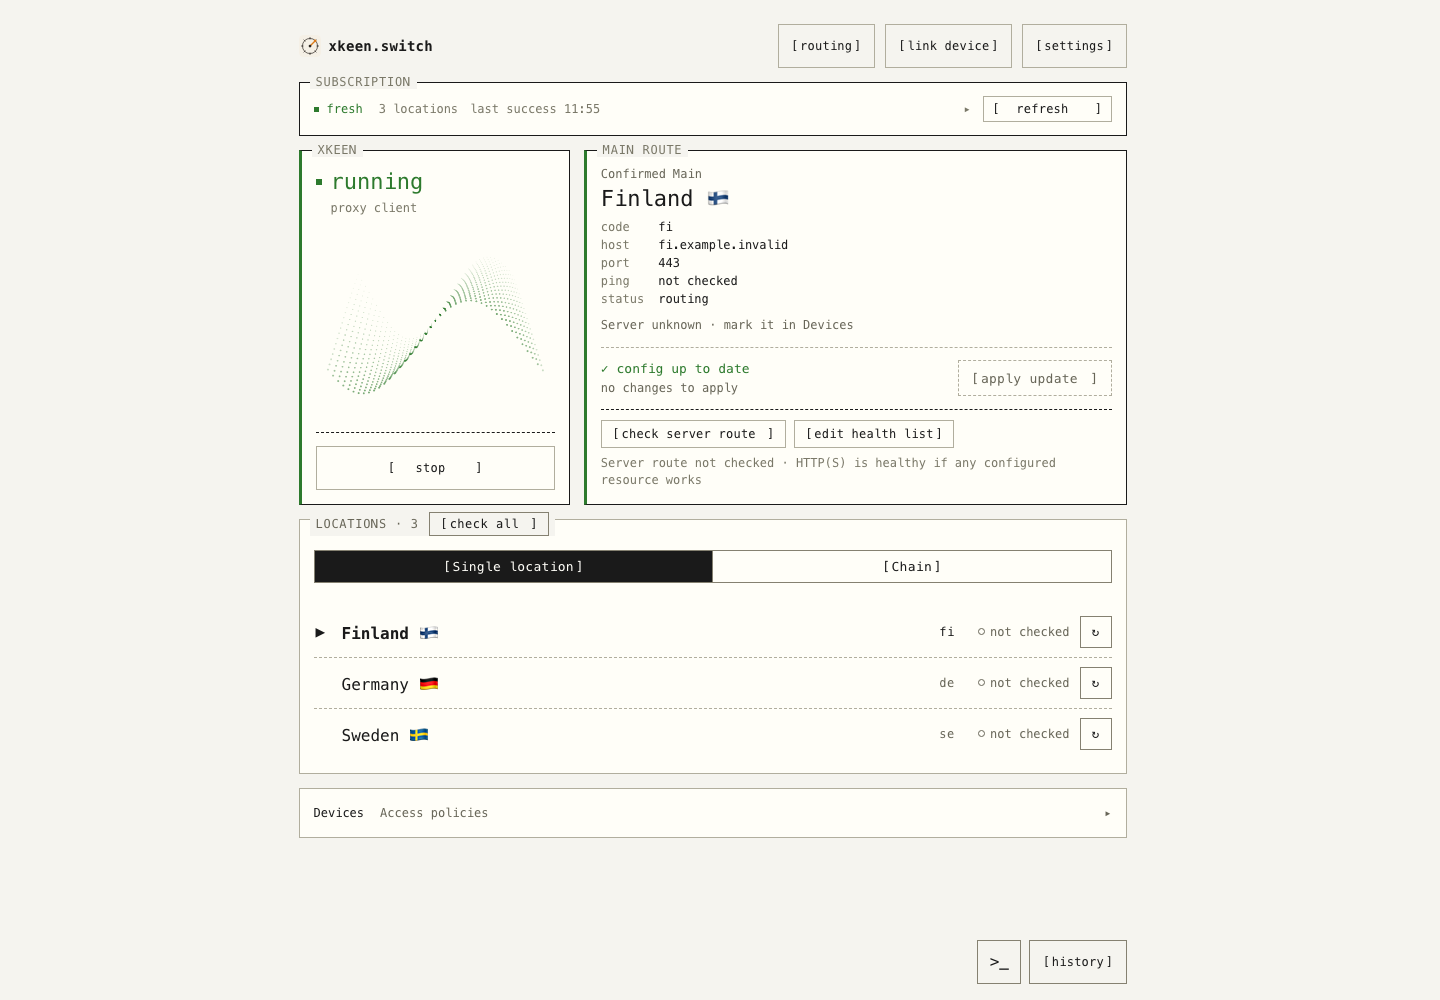 xkeen.switch [routing] [link device] [settings]
SUBSCRIPTION
fresh 3 locations last success 11:55 ▸ [ refresh ]
XKEEN
running
proxy client
[ stop ]
MAIN ROUTE
Confirmed Main
Finland 🇫🇮
code fi
host fi.example.invalid
port 443
ping not checked
status routing
Server unknown · mark it in Devices
✓ config up to date
no changes to apply
[apply update ]
[check server route ] [edit health list]
Server route not checked · HTTP(S) is healthy if any configured
resource works
LOCATIONS · 3 [check all ]
[Single location] [Chain]
▶ Finland 🇫🇮 fi ○ not checked ↻
Germany 🇩🇪 de ○ not checked ↻
Sweden 🇸🇪 se ○ not checked ↻
Devices Access policies ▸
>_ [history]